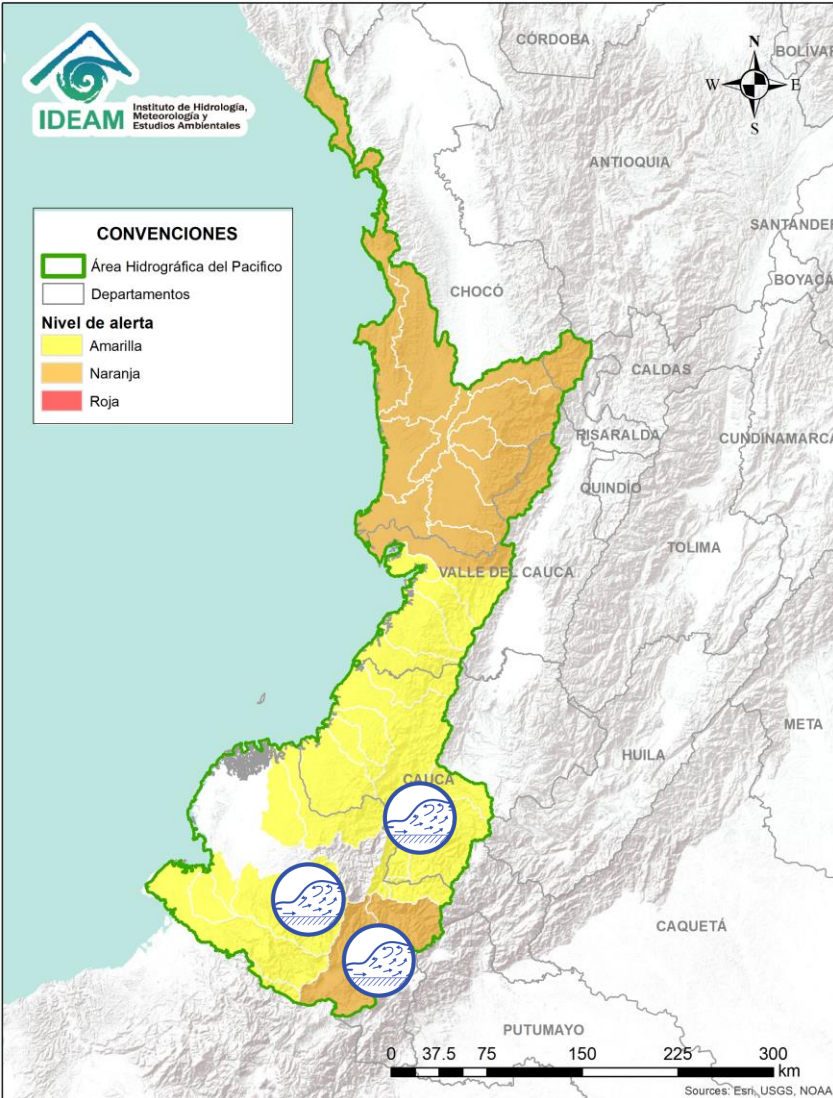 IDEAM
Instituto de Hidrología,
Meteorología y
Estudios Ambientales
CÓRDOBA
BOLÍVAR
N
W
E
S
ANTIOQUIA
SANTANDER
BOYACÁ
CONVENCIONES
Área Hidrográfica del Pacifico
Departamentos
Nivel de alerta
Amarilla
Naranja
Roja
CHOCÓ
CALDAS
RISARALDA
CUNDINAMARCA
QUINDÍO
TOLIMA
VALLE DEL CAUCA
META
HUILA
CAUCA
CAQUETÁ
PUTUMAYO
0 37.5 75 150 225 300
km
Sources: Esri, USGS, NOAA